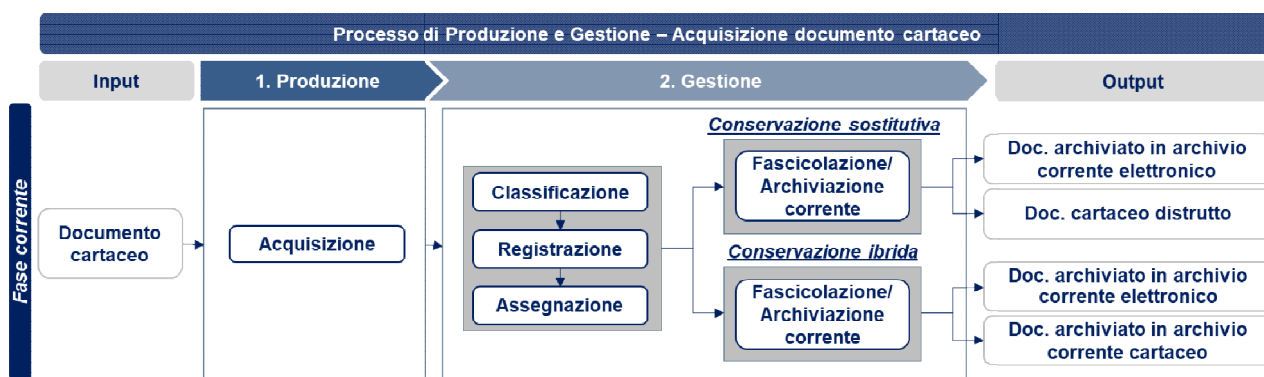 Processo di Produzione e Gestione – Acquisizione documento cartaceo
Input
1. Produzione
2. Gestione
Output
Fase corrente
Documento
cartaceo
Acquisizione
Classificazione
Registrazione
Assegnazione
Conservazione sostitutiva
Fascicolazione/
Archiviazione
corrente
Conservazione ibrida
Fascicolazione/
Archiviazione
corrente
Doc. archiviato in archivio
corrente elettronico
Doc. cartaceo distrutto
Doc. archiviato in archivio
corrente elettronico
Doc. archiviato in archivio
corrente cartaceo